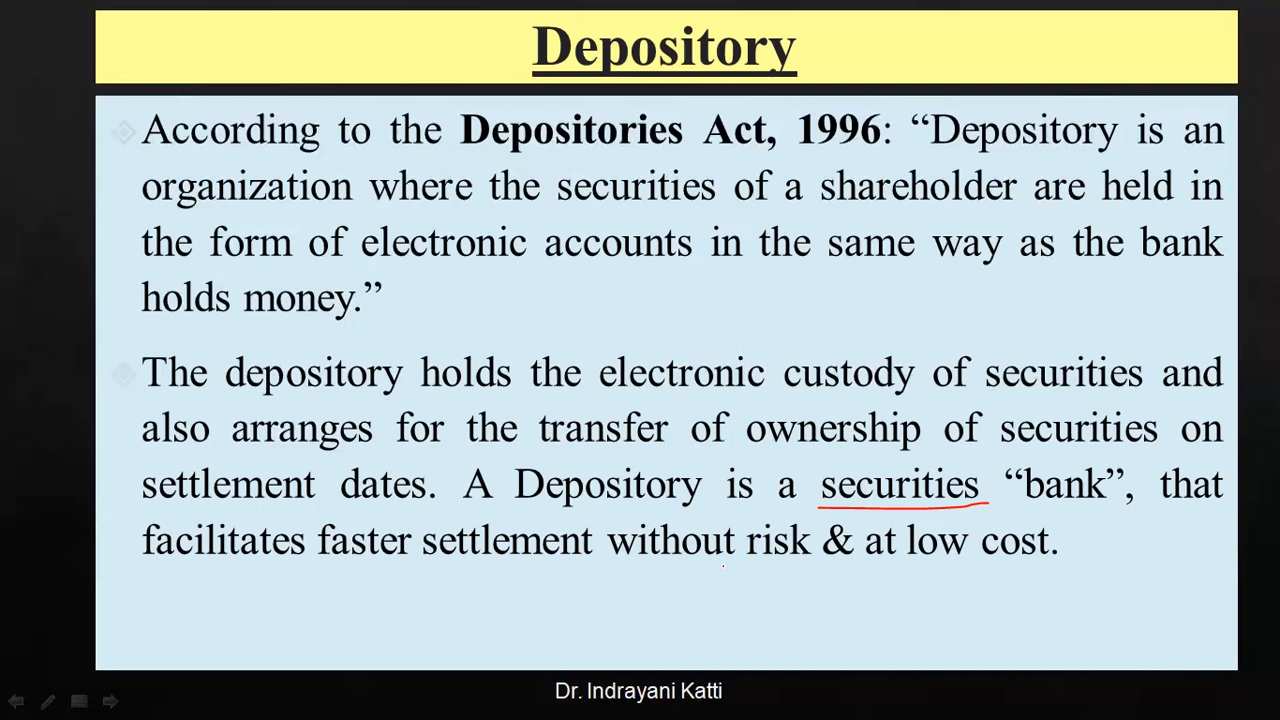 Depository
According to the Depositories Act, 1996: “Depository is an
organization where the securities of a shareholder are held in
the form of electronic accounts in the same way as the bank
holds money.”
The depository holds the electronic custody of securities and
also arranges for the transfer of ownership of securities on
settlement dates. A Depository is a securities “bank”, that
facilitates faster settlement without risk & at low cost.
Dr. Indrayani Katti